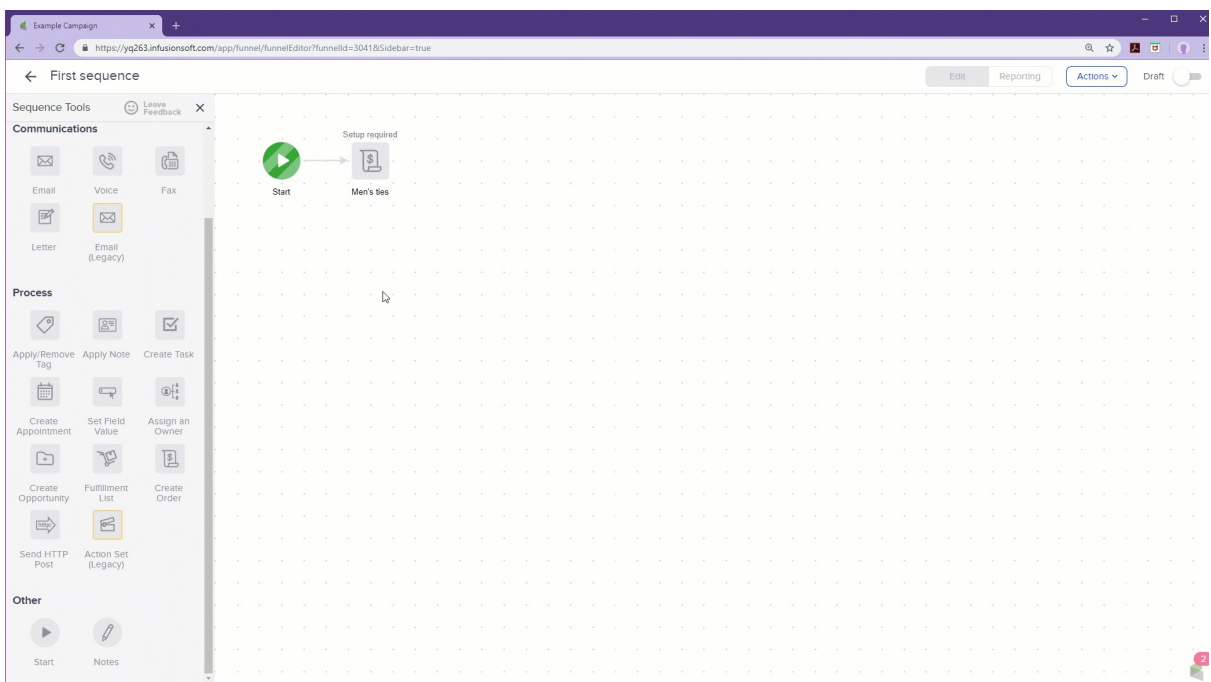 Example Campaign
https://yq263.infusionsoft.com/app/funnel/funnelEditor?funnelId=3041&Sidebar=true
First sequence
Edit
Reporting
Actions
Draft
Sequence Tools
Leave
Feedback
Communications
Email
Voice
Fax
Letter
Email
(Legacy)
Process
Apply/Remove
Tag
Apply Note
Create Task
Create
Appointment
Set Field
Value
Assign an
Owner
Create
Opportunity
Fulfillment
List
Create
Order
http:
Send HTTP
Post
Action Set
(Legacy)
Other
Start
Notes
Setup required
Start
Men's ties
2